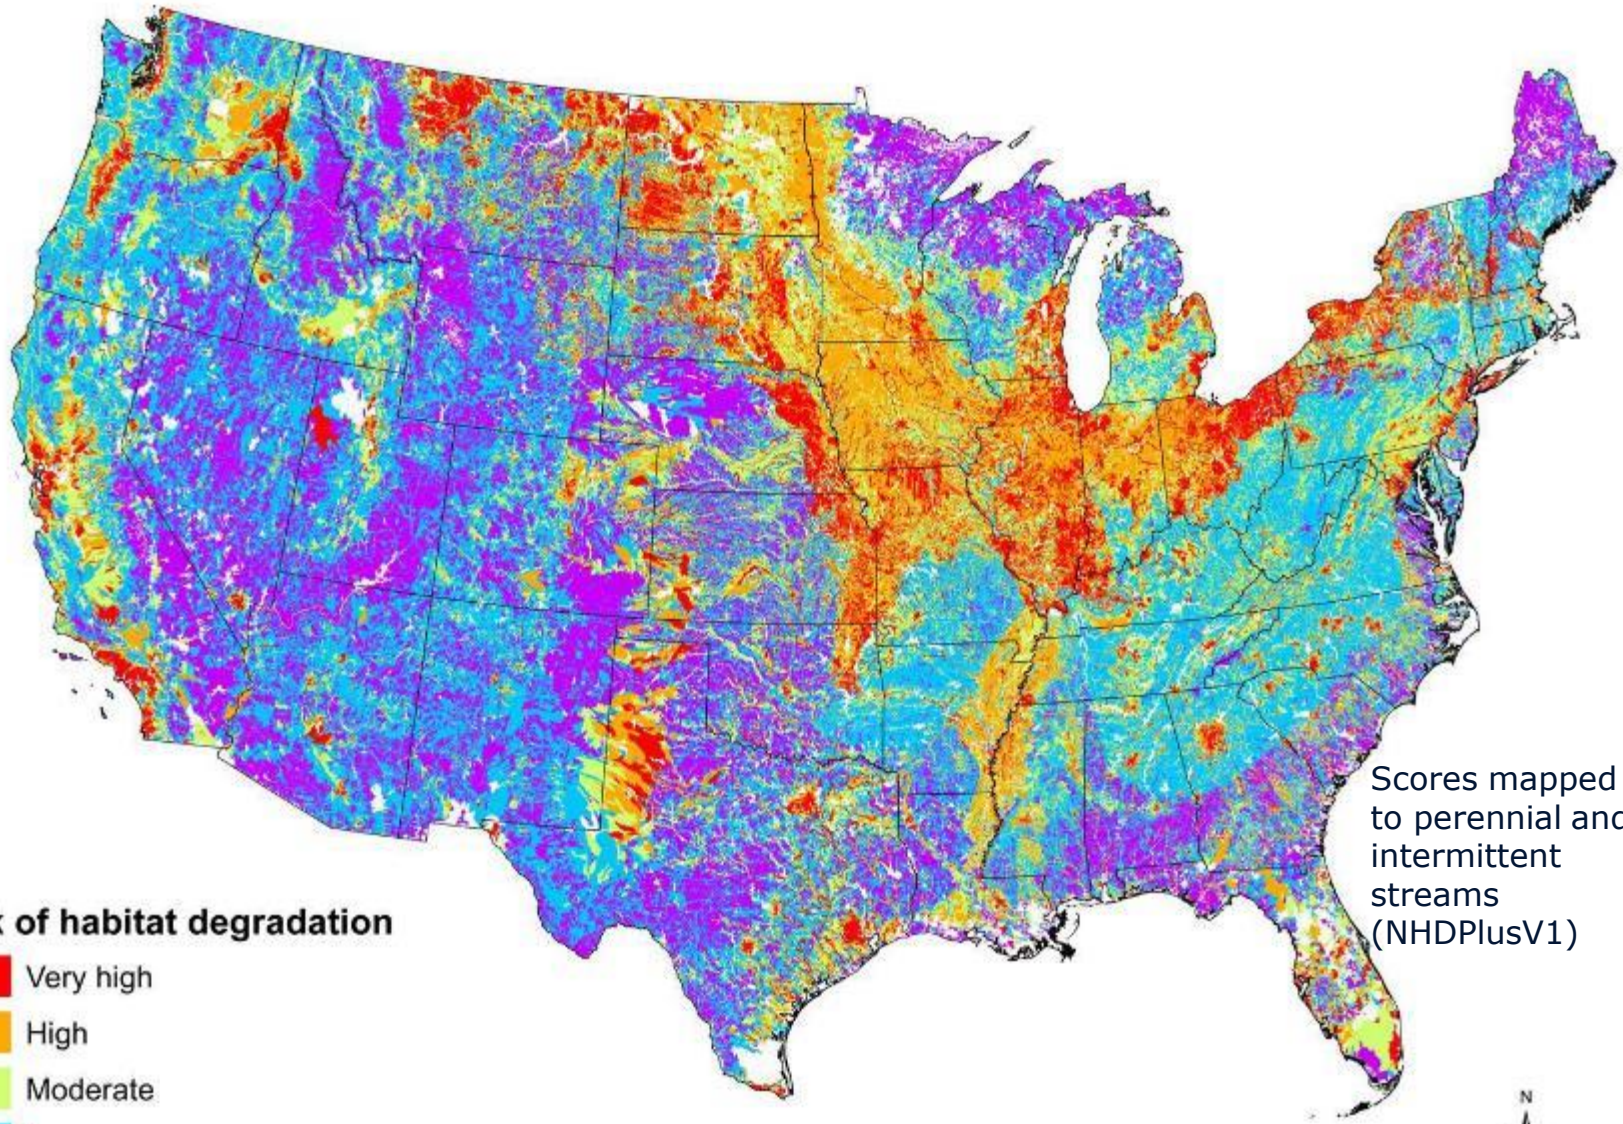 Scores mapped
to perennial and
intermittent
streams
(NHDPlusV1)
of habitat degradation
Very high
High
Moderate
N